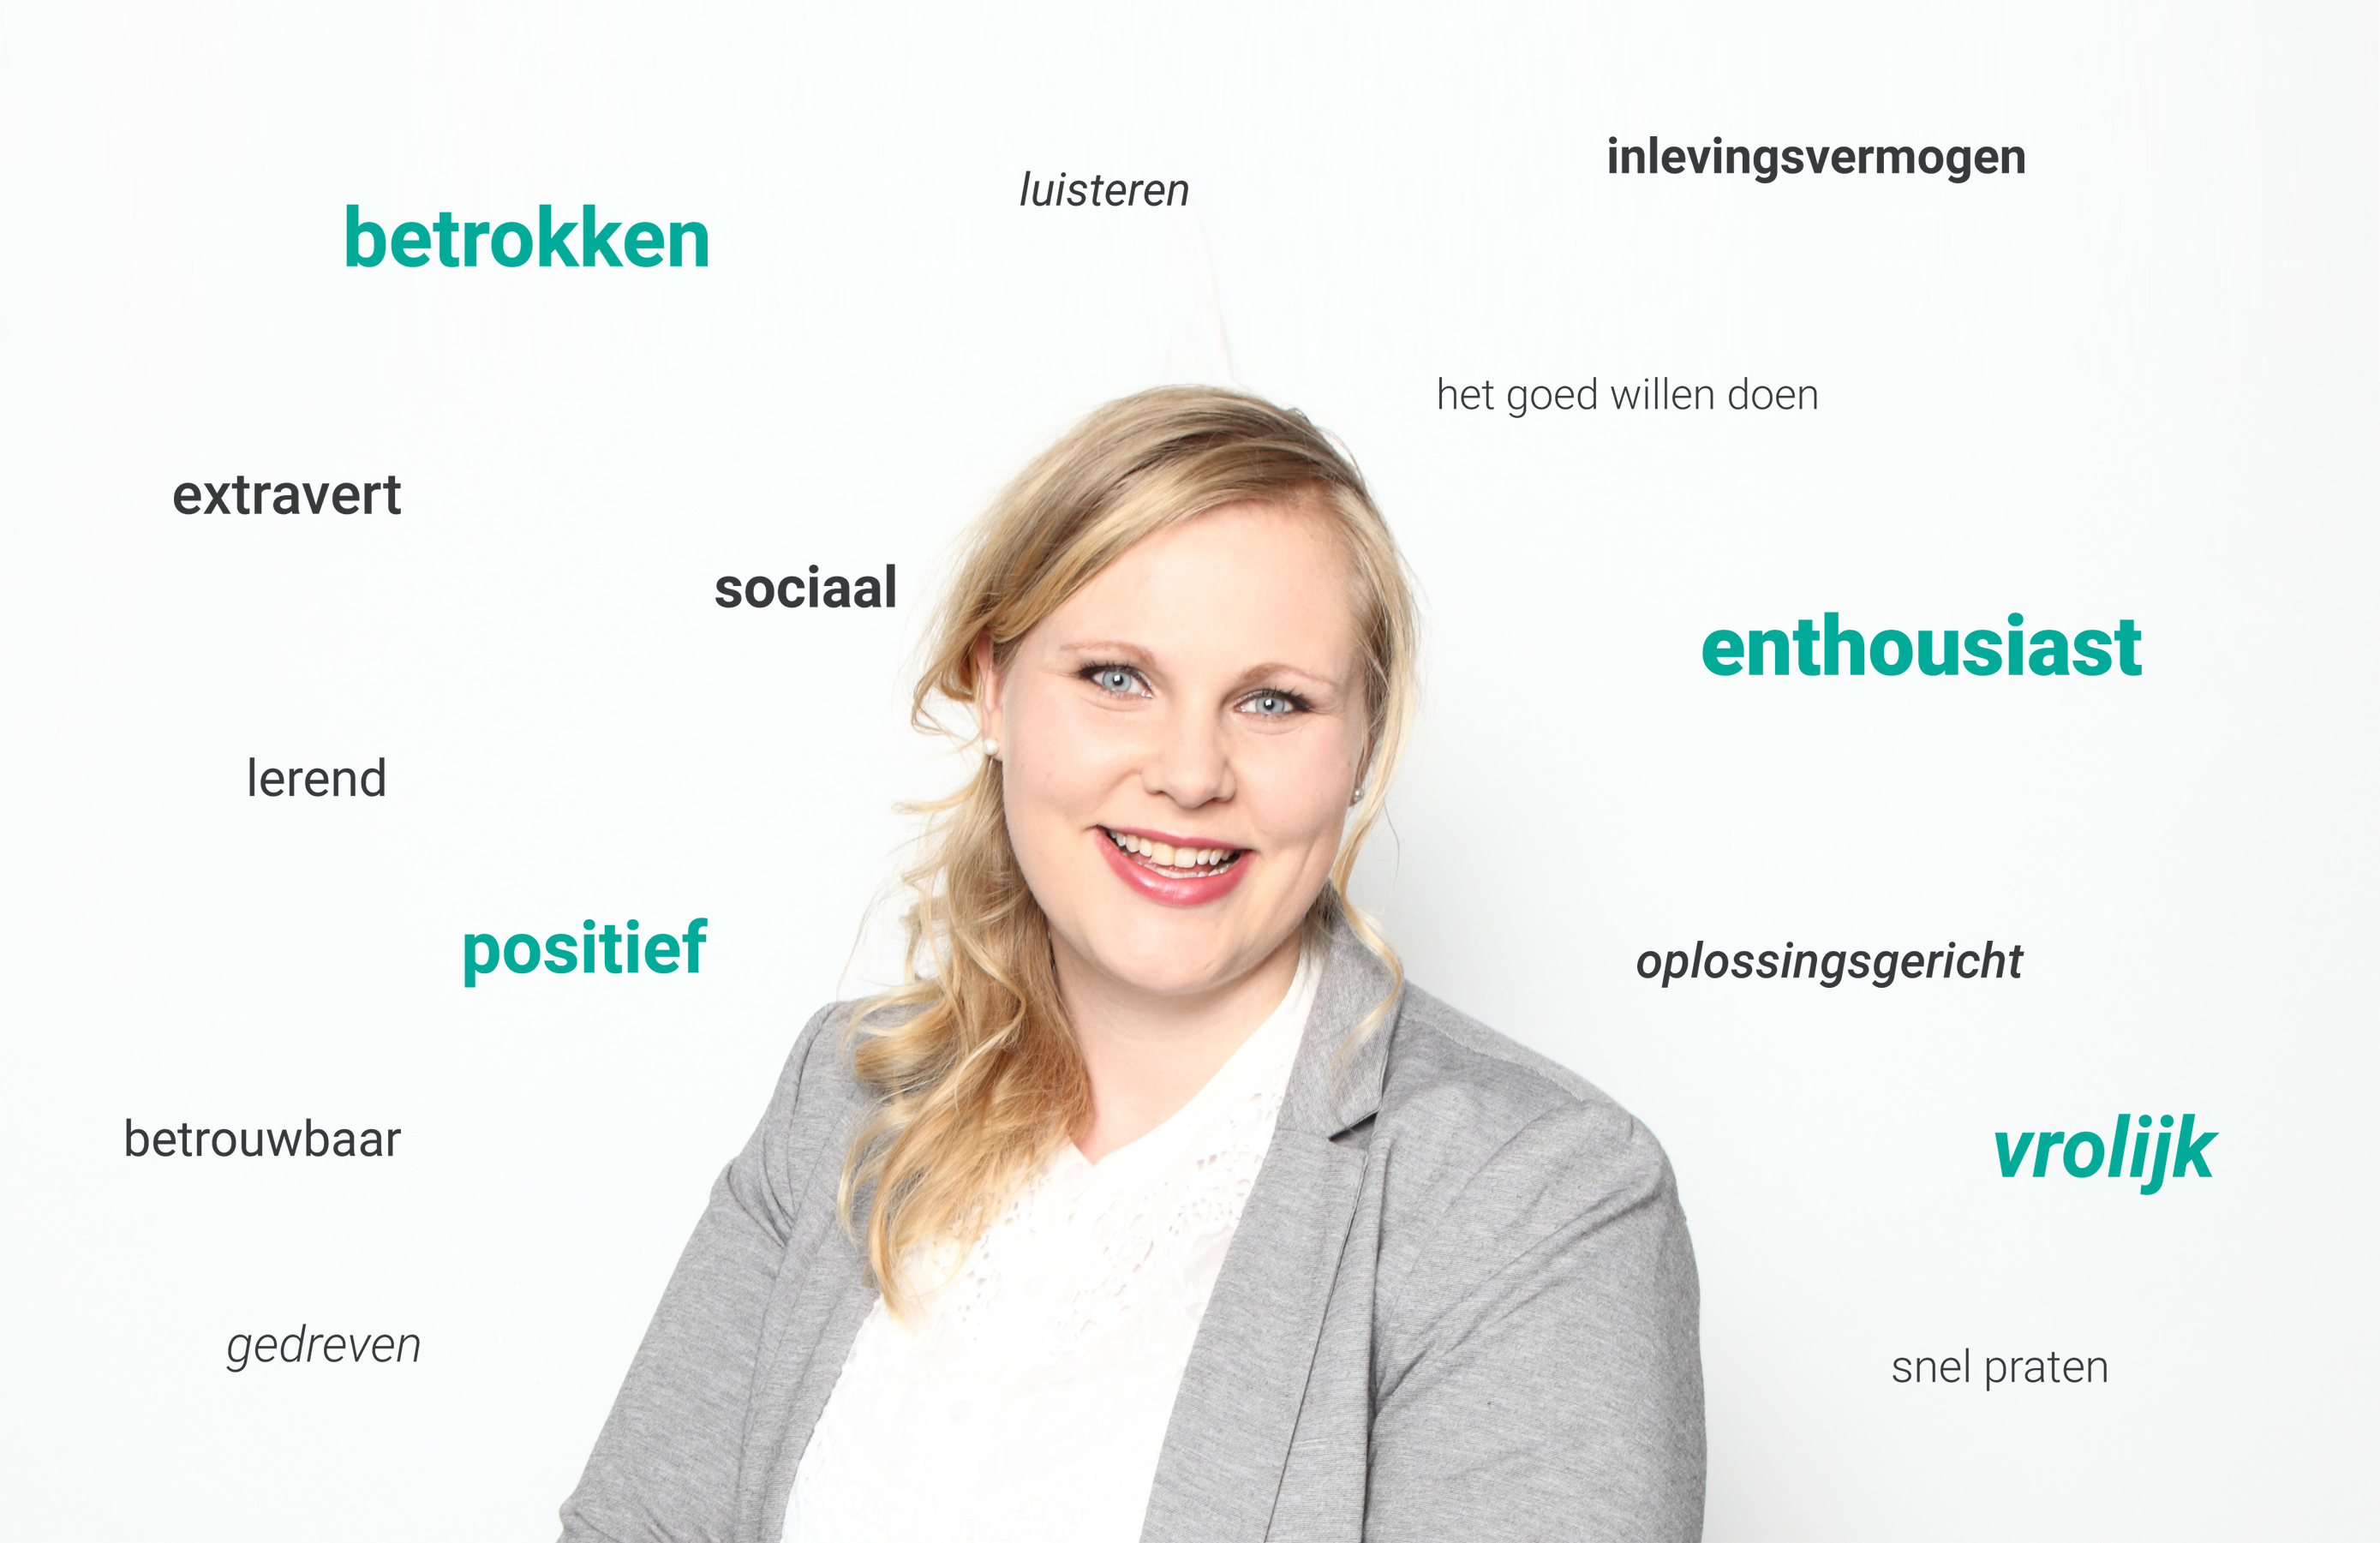 inlevingsvermogen
luisteren
betrokken
het goed willen doen
extravert
sociaal
enthousiast
lerend
positief
oplossingsgericht
betrouwbaar
vrolijk
gedreven
snel praten